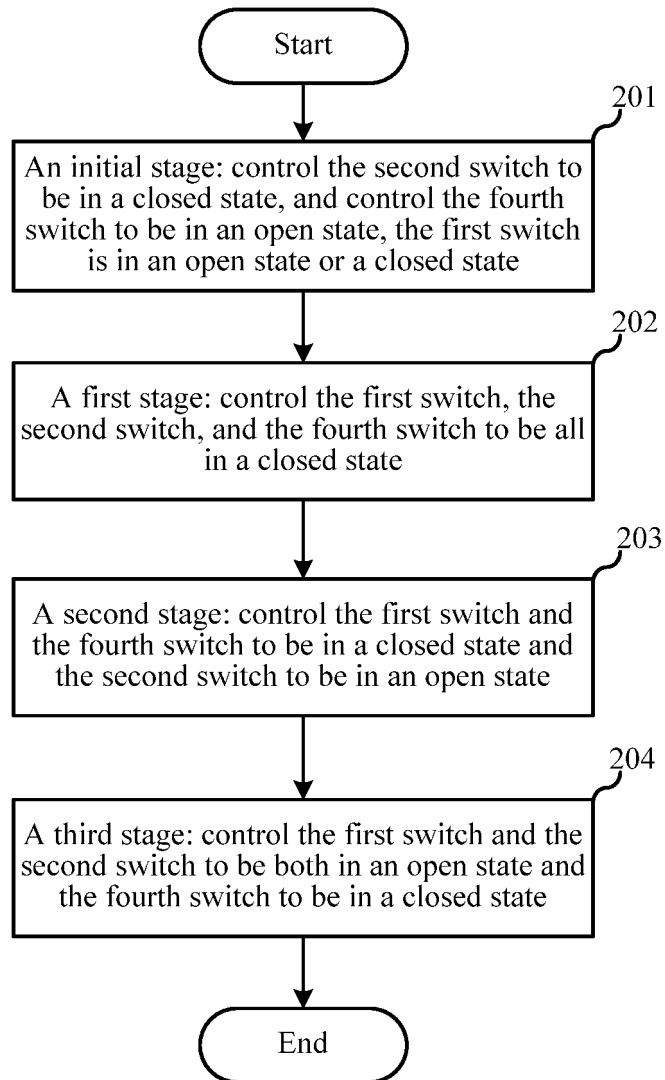 Start
201
An initial stage: control the second switch to
be in a closed state, and control the fourth
switch to be in an open state, the first switch
is in an open state or a closed state
202
A first stage: control the first switch, the
second switch, and the fourth switch to be all
in a closed state
203
A second stage: control the first switch and
the fourth switch to be in a closed state and
the second switch to be in an open state
204
A third stage: control the first switch and the
second switch to be both in an open state and
the fourth switch to be in a closed state
End